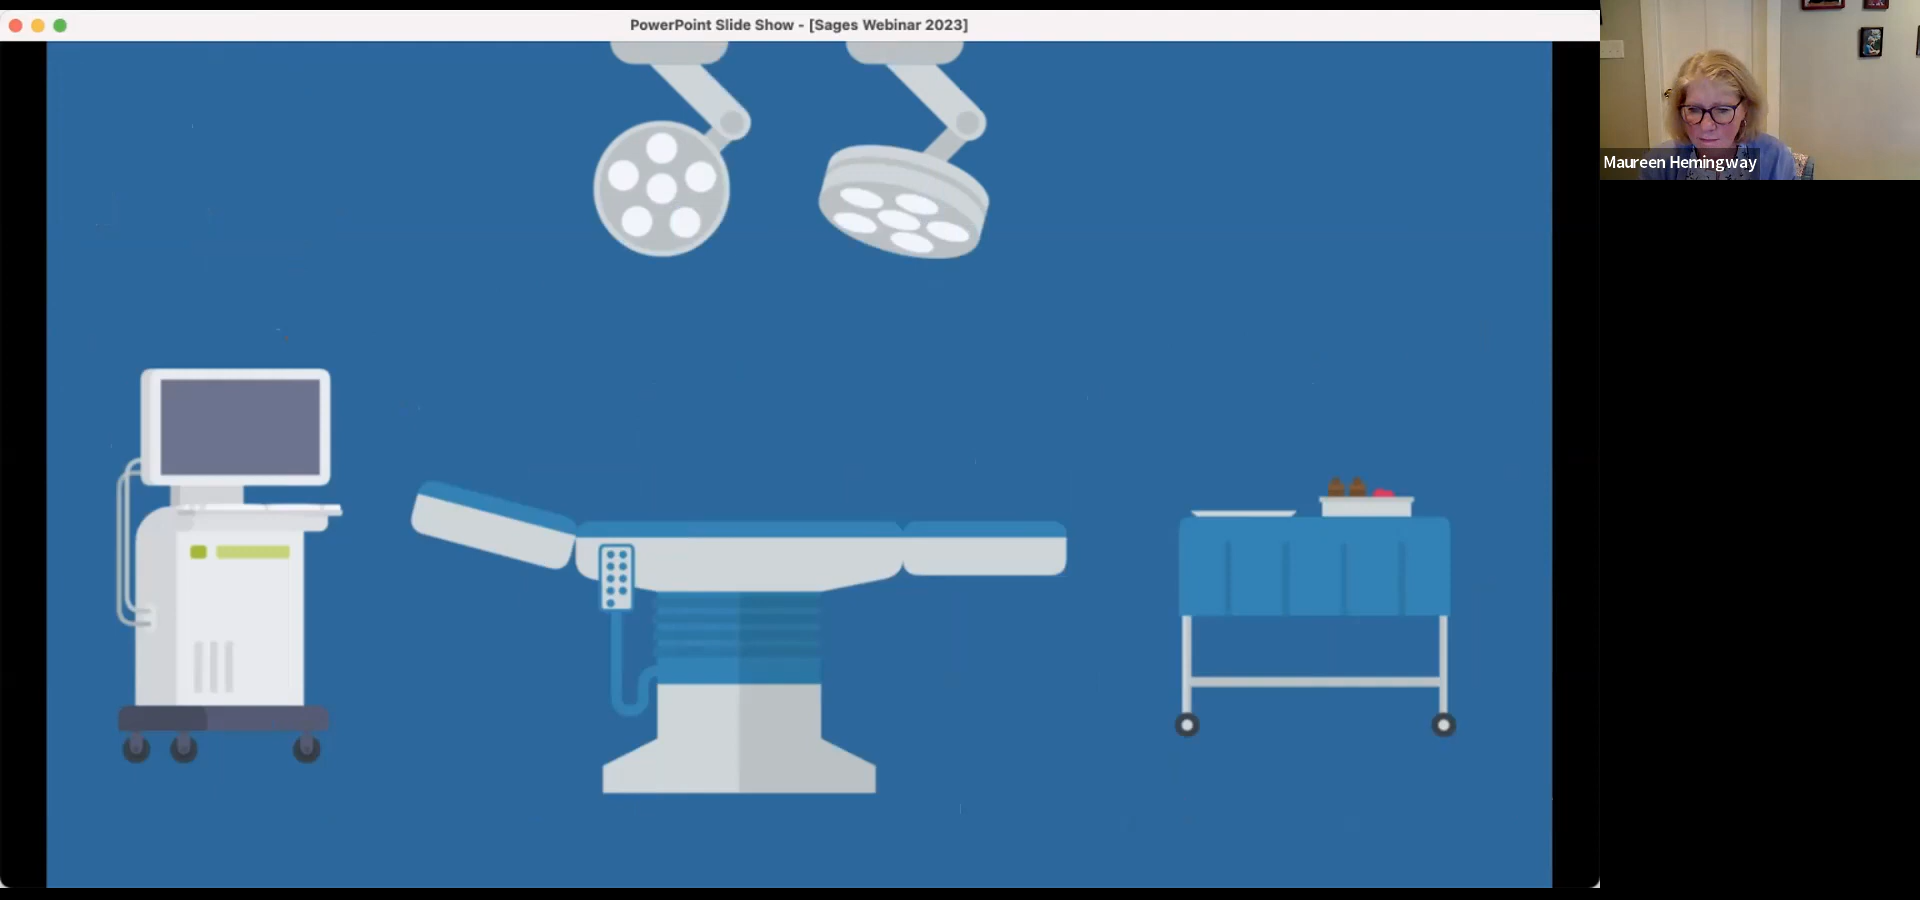 PowerPoint Slide Show - [Sages Webinar 2023]
Maureen Hemingway